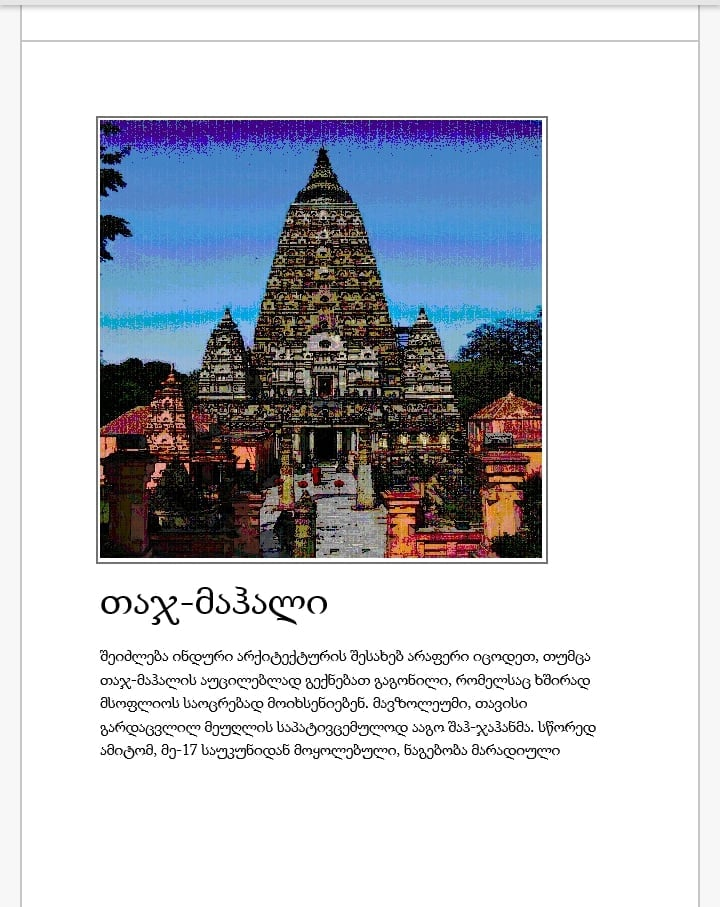 თაჯ-მაჰალი
შეიძლება ინდური არქიტექტურის შესახებ არაფერი იცოდეთ, თუმცა
თაჯ-მაჰალის აუცილებლად გექნებათ გაგონილი, რომელსაც ხშირად
მსოფლიოს საოცრებად მოიხსენიებენ. მავზოლეუმი, თავისი
გარდაცვლილ მეუღლის საპატივცემულოდ ააგო შაჰ-ჯაჰანმა. სწორედ
ამიტომ, მე-17 საუკუნიდან მოყოლებული, ნაგებობა მარადიული